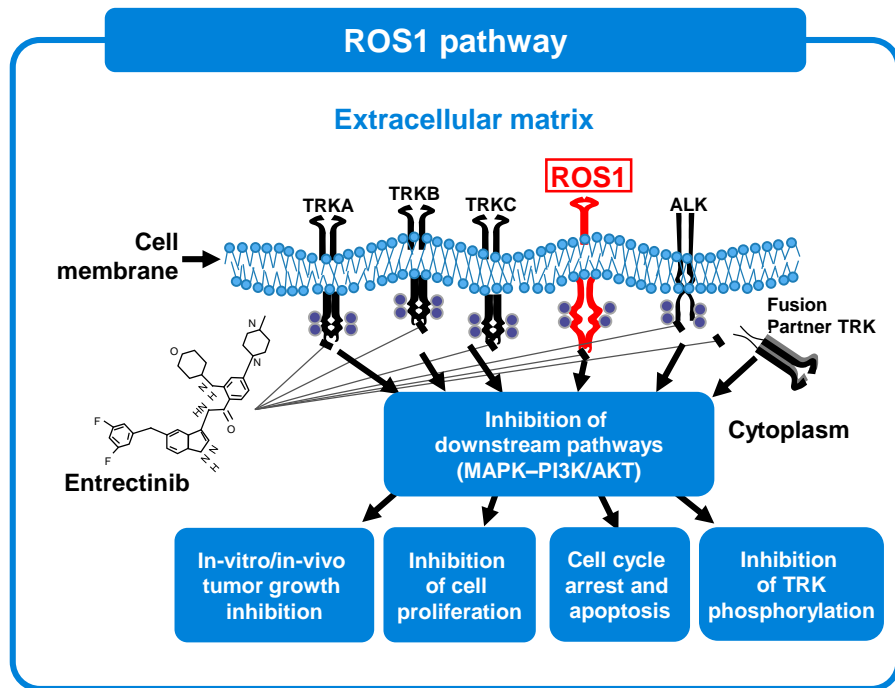 ROS1 pathway
Extracellular matrix
ROS1
TRKA
TRKB
TRKC
ALK
Cell
membrane
Fusion
Partner TRK
N
O
N
N
H
HN
O
F
F
N
N
H
Entrectinib
Cytoplasm
Inhibition of
downstream pathways
(MAPK–PI3K/AKT)
In-vitro/in-vivo
tumor growth
inhibition
Inhibition
of cell
proliferation
Cell cycle
arrest and
apoptosis
Inhibition
of TRK
phosphorylation